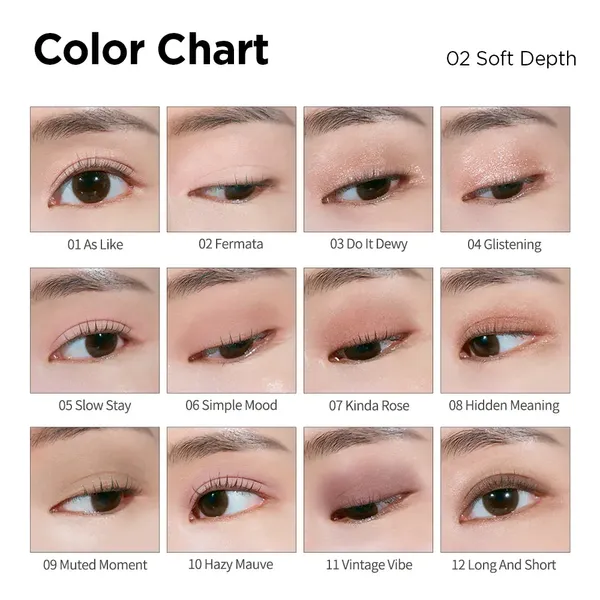 Color Chart
02 Soft Depth
01 As Like
02 Fermata
03 Do It Dewy
04 Glistening
05 Slow Stay
06 Simple Mood
07 Kinda Rose
08 Hidden Meaning
09 Muted Moment
10 Hazy Mauve
11 Vintage Vibe
12 Long And Short